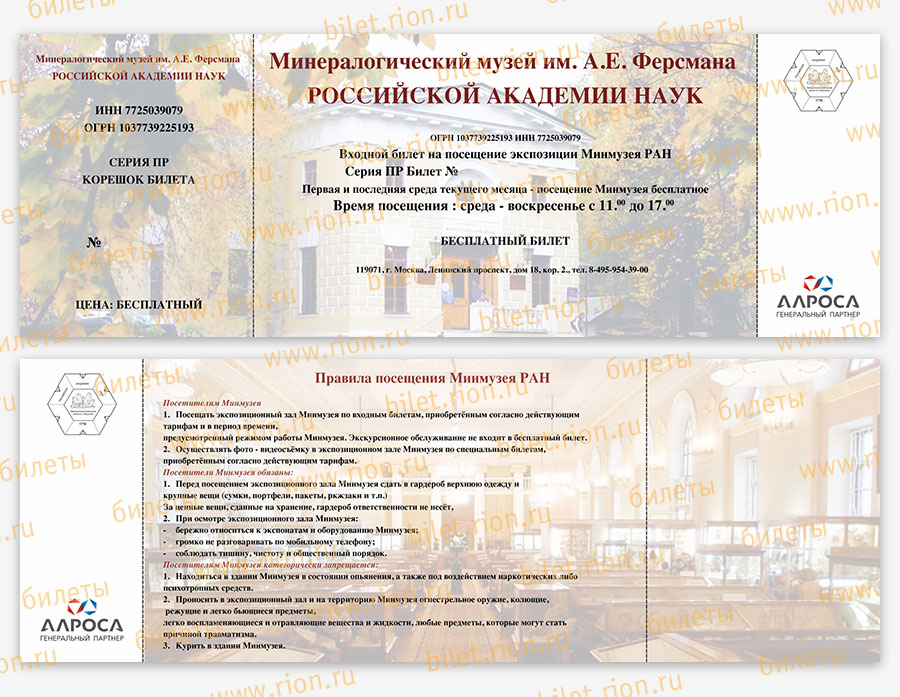 Минералогический музей им. А.Е. Ферсмана
РОССИЙСКОЙ АКАДЕМИИ НАУК
ИНН 7725039079
ОГРН 1037739225193
СЕРИЯ ПР
КОРЕШОК БИЛЕТА
№
ЦЕНА: БЕСПЛАТНЫЙ
Минералогический музей им. А.Е. Ферсмана
РОССИЙСКОЙ АКАДЕМИИ НАУК
ОГРН 1037739225193 ИНН 7725039079
Входной билет на посещение экспозиции Минмузея РАН
Серия ПР Билет №
Первая и последняя среда текущего месяца - посещение Минмузея бесплатное
Время посещения : среда - воскресенье с 11.00 до 17.00
БЕСПЛАТНЫЙ БИЛЕТ
119071, г. Москва, Ленинский проспект, дом 18, кор. 2., тел. 8-495-954-39-00
1716
АЛРОСА
ГЕНЕРАЛЬНЫЙ ПАРТНЕР
1716
АЛРОСА
ГЕНЕРАЛЬНЫЙ ПАРТНЕР
Правила посещения Минмузея РАН
Посетителям Минмузея
1. Посещать экспозиционный зал Минмузея по входным билетам, приобретённым согласно действующим
тарифам и в период времени,
предусмотренный режимом работы Минмузея. Экскурсионное обслуживание не входит в бесплатный билет.
2. Осуществлять фото - видеосъёмку в экспозиционном зале Минмузея по специальным билетам,
приобретённым согласно действующим тарифам.
Посетители Минмузея обязаны:
1. Перед посещением экспозиционного зала Минмузея сдать в гардероб верхнюю одежду и
крупные вещи (сумки, портфели, пакеты, ркжзаки и т.п.)
За ценные вещи, сданные на хранение, гардероб ответственности не несёт,
2. При осмотре экспозиционного зала Минмузея:
- бережно относиться к экспонатам и оборудованию Минмузея;
- громко не разговаривать по мобильному телефону;
- соблюдать тишину, чистоту и общественный порядок.
Посетителям Минмузея категорически запрещается:
1. Находиться в здании Минмузея в состоянии опьянения, а также под воздействием наркотических либо
психотропных средств.
2. Проносить в экспозиционный зал и на территорию Минмузея огнестрельное оружие, колющие,
режущие и легко бьющиеся предметы,
легко воспламеняющиеся и отравляющие вещества и жидкости, любые предметы, которые могут стать
причиной травматизма.
3. Курить в здании Минмузея.
билеты
bilet.rion.ru
www.rion.ru